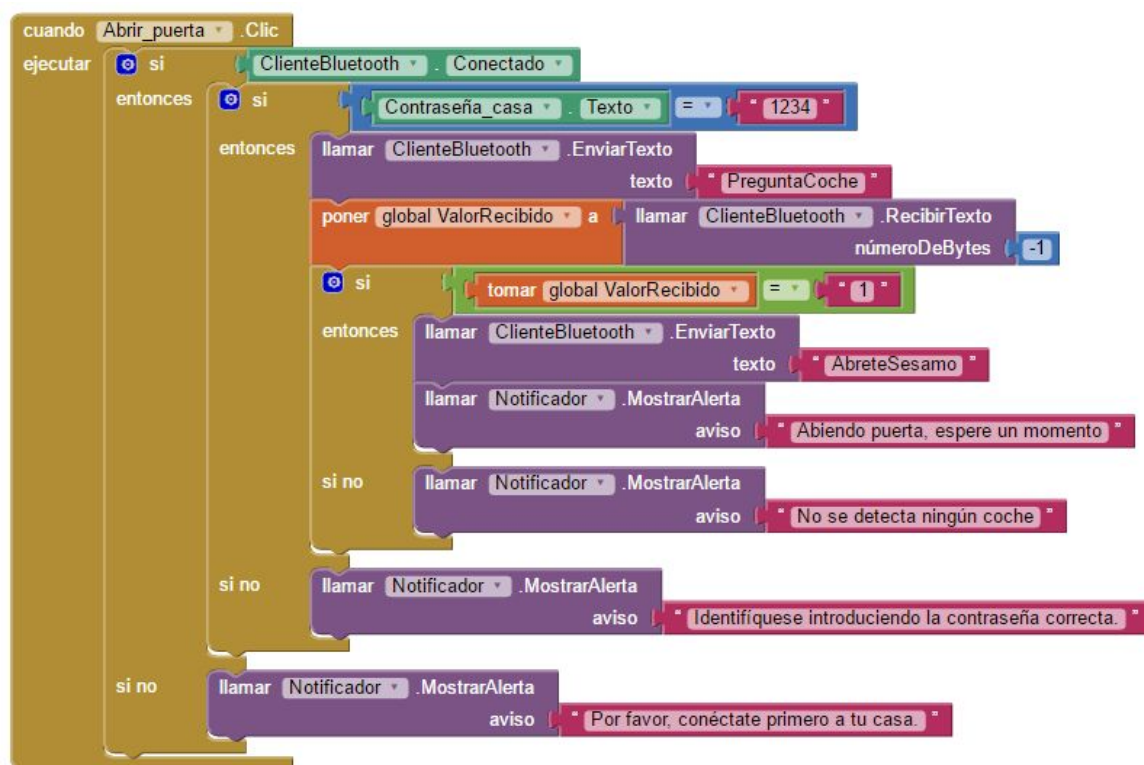 cuando Abrir_puerta .Clic
ejecutar si ClienteBluetooth . Conectado
entonces si Contraseña_casa . Texto = " 1234 "
entonces llamar ClienteBluetooth .EnviarTexto
texto " PreguntaCoche "
poner global ValorRecibido a llamar ClienteBluetooth .RecibirTexto
númeroDeBytes -1
si tomar global ValorRecibido = " 1 "
entonces llamar ClienteBluetooth .EnviarTexto
texto " AbreteSesamo "
llamar Notificador .MostrarAlerta
aviso " Abiendo puerta, espere un momento "
si no llamar Notificador .MostrarAlerta
aviso " No se detecta ningún coche "
si no llamar Notificador .MostrarAlerta
aviso " Identifíquese introduciendo la contraseña correcta. "
si no llamar Notificador .MostrarAlerta
aviso " Por favor, conéctate primero a tu casa. "